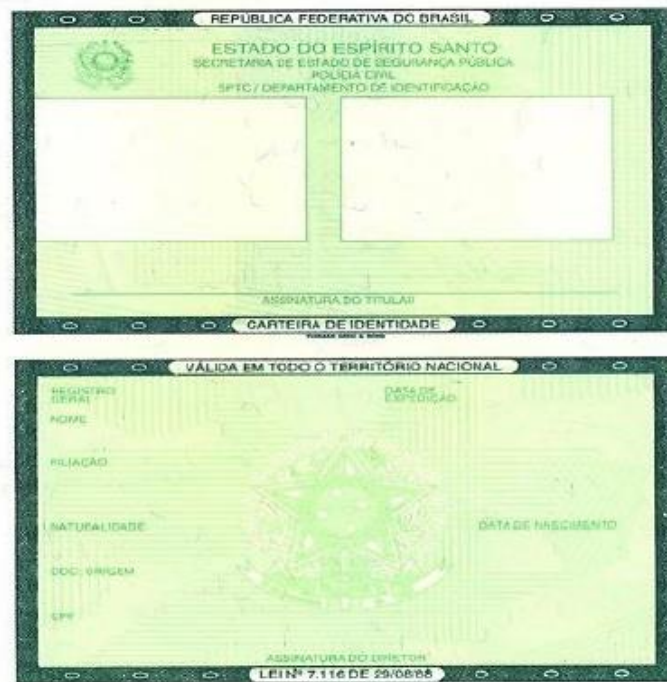 REPÚBLICA FEDERATIVA DO BRASIL
ESTADO DO ESPÍRITO SANTO
SECRETARIA DE ESTADO DE SEGURANÇA PÚBLICA
POLÍCIA CIVIL
SPTC / DEPARTAMENTO DE IDENTIFICAÇÃO
ASSINATURA DO TITULAR
CARTEIRA DE IDENTIDADE
VÁLIDA EM TODO O TERRITÓRIO NACIONAL
REGISTRO GERAL
DATA DE EXPEDIÇÃO
NOME
FILIAÇÃO
NATURALIDADE
DATA DE NASCIMENTO
DOC. ORIGEM
CPF
ASSINATURA DO DIRETOR
LEI Nº 7.116 DE 29/08/83